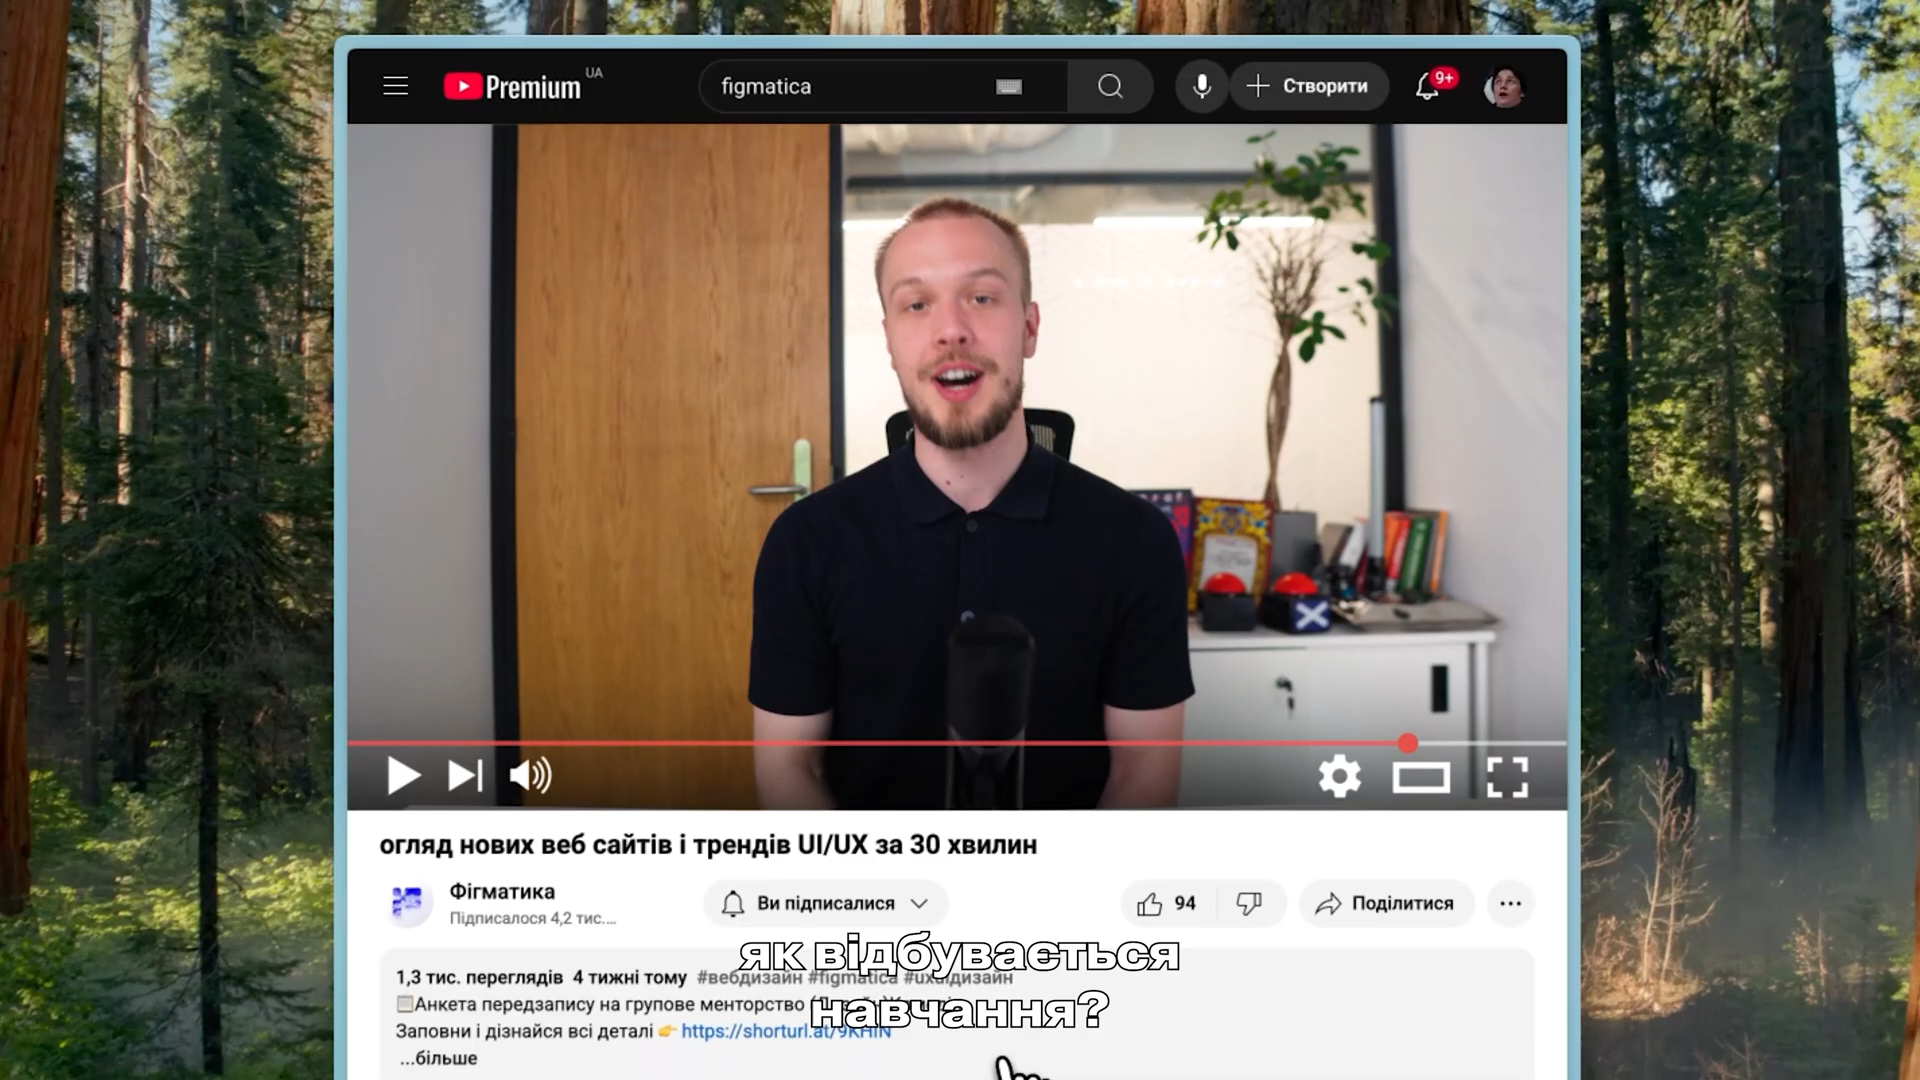 Premium UA
figmatica
Створити
9+
огляд нових веб сайтів і трендів UI/UX за 30 хвилин
Фігматика
Підписалося 4,2 тис....
Ви підписалися
94
Поділитися
1,3 тис. переглядів 4 тижні тому #вебдизайн #figmatica #uxuiдизайн
Анкета передзапису на групове менторство
Заповни і дізнайся всі деталі 👉 https://shorturl.at/9KHiN
...більше
як відбувається
навчання?